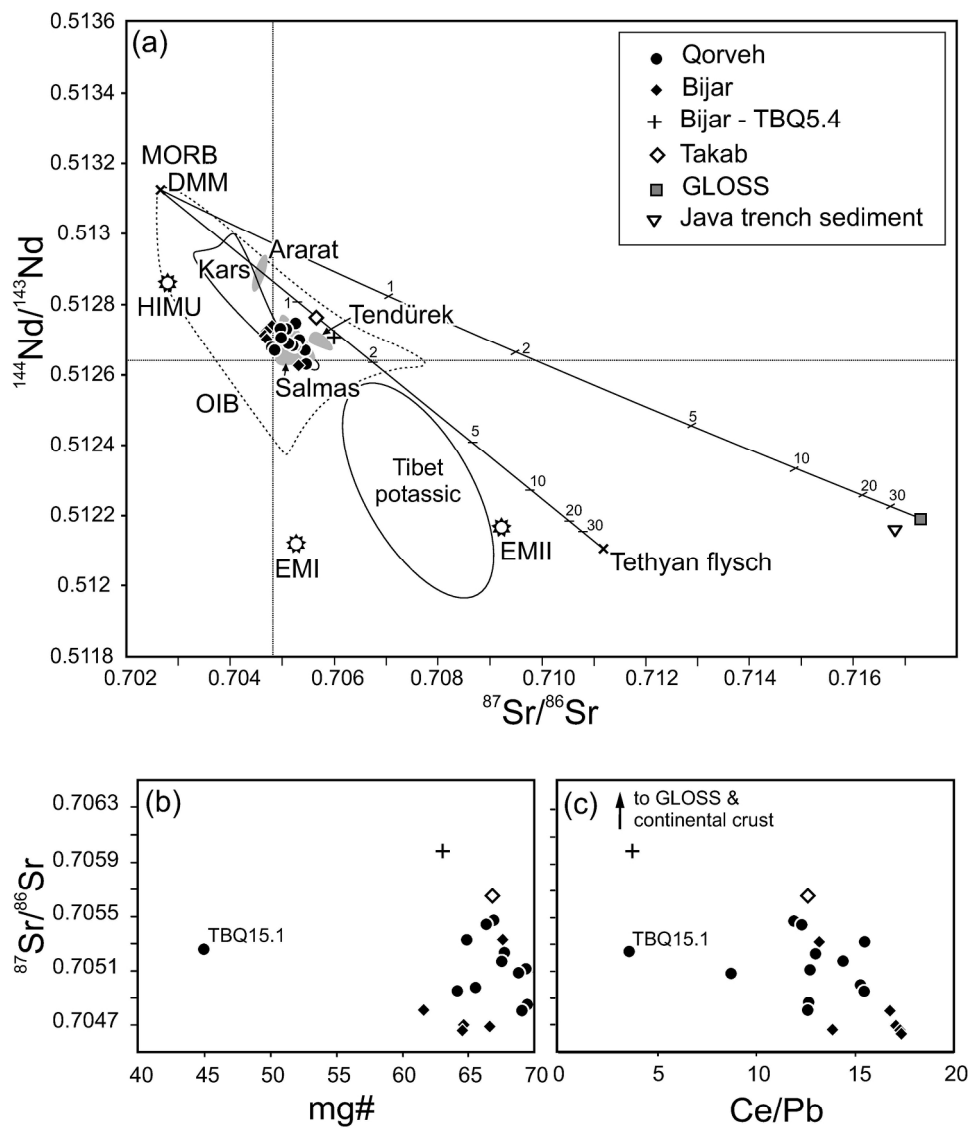 (a)
0.5136
0.5134
0.5132
0.513
0.5128
0.5126
0.5124
0.5122
0.512
0.5118
¹⁴⁴Nd/¹⁴³Nd
Qorveh
Bijar
Bijar - TBQ5.4
Takab
GLOSS
Java trench sediment
MORB
DMM
Ararat
Kars
HIMU
Tendürek
Salmas
OIB
Tibet
potassic
EMI
EMII
Tethyan flysch
1
2
5
10
20
30
1
2
5
10
20
30
0.702
0.704
0.706
0.708
0.710
0.711
0.714
0.716
⁸⁷Sr/⁸⁶Sr
(b)
0.7063
0.7059
0.7055
0.7051
0.7047
⁸⁷Sr/⁸⁶Sr
TBQ15.1
40
45
50
55
60
65
70
mg#
(c)
to GLOSS &
continental crust
TBQ15.1
0
5
10
15
20
Ce/Pb